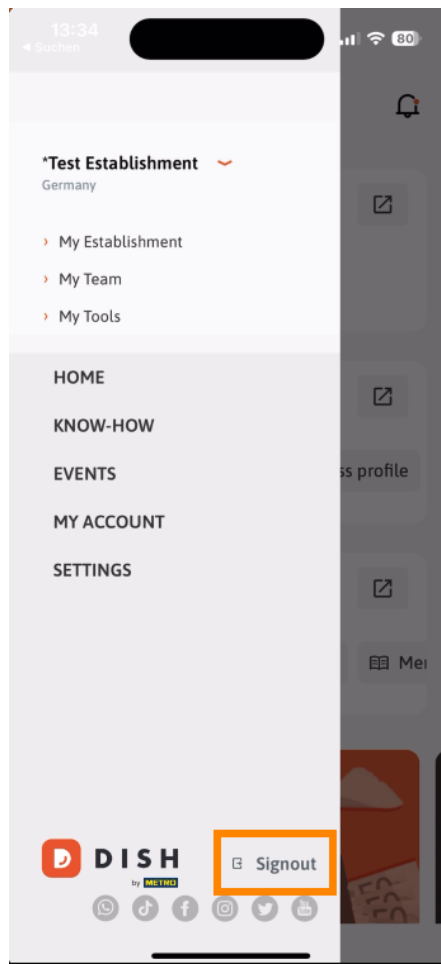 13:34
80
◂ Suchen
*Test Establishment
Germany
My Establishment
My Team
My Tools
HOME
KNOW-HOW
EVENTS
ss profile
MY ACCOUNT
SETTINGS
Mei
DISH
by METRO
Signout